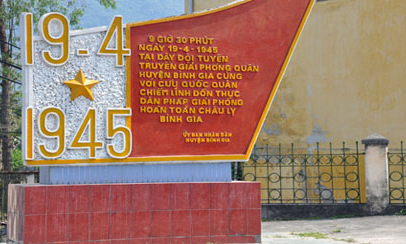 19-4
1945
9 GIỜ 30 PHÚT
NGÀY 19-4-1945
TẠI ĐÂY ĐỘI TUYÊN
TRUYỀN GIẢI PHÓNG QUÂN
HUYỆN BÌNH GIA CÙNG
VỚI CỨU QUỐC QUÂN
CHIẾM LĨNH ĐỒN THỰC
DÂN PHÁP GIẢI PHÓNG
HOÀN TOÀN CHÂU LỴ
BÌNH GIA
ỦY BAN NHÂN DÂN
HUYỆN BÌNH GIA